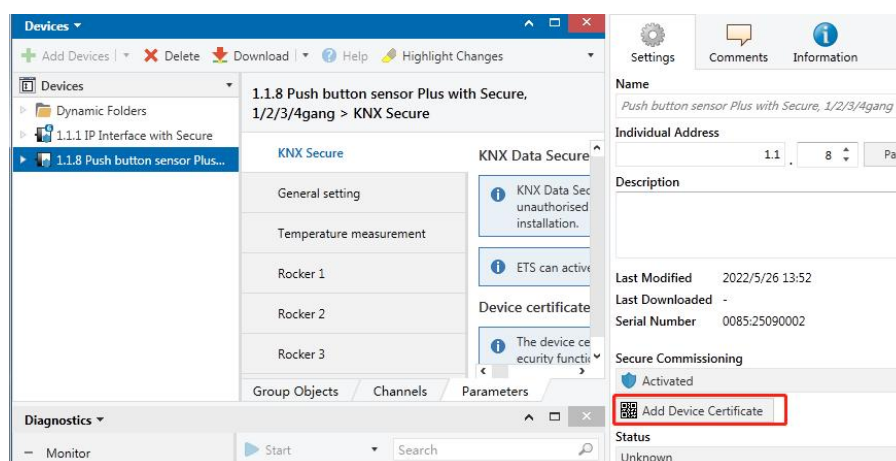 Devices
Add Devices
Delete
Download
Help
Highlight Changes
Devices
Dynamic Folders
1.1.1 IP Interface with Secure
1.1.8 Push button sensor Plus...
1.1.8 Push button sensor Plus with Secure,
1/2/3/4gang > KNX Secure
KNX Secure
General setting
Temperature measurement
Rocker 1
Rocker 2
Rocker 3
KNX Data Secure
KNX Data Sec
unauthorised
installation.
ETS can active
Device certificate
The device ce
ecurity functio
Group Objects
Channels
Parameters
Diagnostics
Monitor
Start
Search
Settings
Comments
Information
Name
Push button sensor Plus with Secure, 1/2/3/4gang
Individual Address
1.1 . 8
Pa
Description
Last Modified 2022/5/26 13:52
Last Downloaded -
Serial Number 0085:25090002
Secure Commissioning
Activated
Add Device Certificate
Status
Unknown